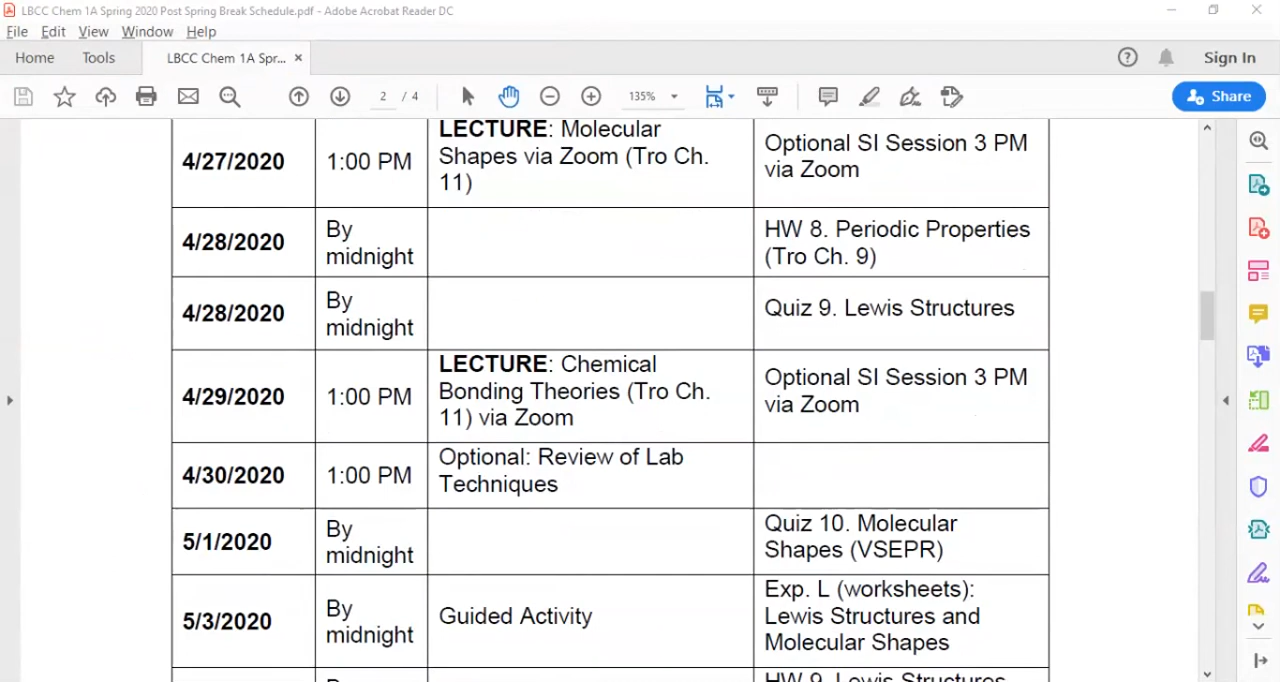 LBCC Chem 1A Spring 2020 Post Spring Break Schedule.pdf - Adobe Acrobat Reader DC
File Edit View Window Help
Home Tools LBCC Chem 1A Spr... × Sign In
2 / 4 135% Share
LECTURE: Molecular
Shapes via Zoom (Tro Ch.
11)
4/27/2020 1:00 PM
Optional SI Session 3 PM
via Zoom
4/28/2020
By
midnight
HW 8. Periodic Properties
(Tro Ch. 9)
4/28/2020
By
midnight
Quiz 9. Lewis Structures
4/29/2020 1:00 PM
LECTURE: Chemical
Bonding Theories (Tro Ch.
11) via Zoom
Optional SI Session 3 PM
via Zoom
4/30/2020 1:00 PM
Optional: Review of Lab
Techniques
5/1/2020
By
midnight
Quiz 10. Molecular
Shapes (VSEPR)
5/3/2020
By
midnight
Guided Activity
Exp. L (worksheets):
Lewis Structures and
Molecular Shapes
By
HW 9. Lewis Structures